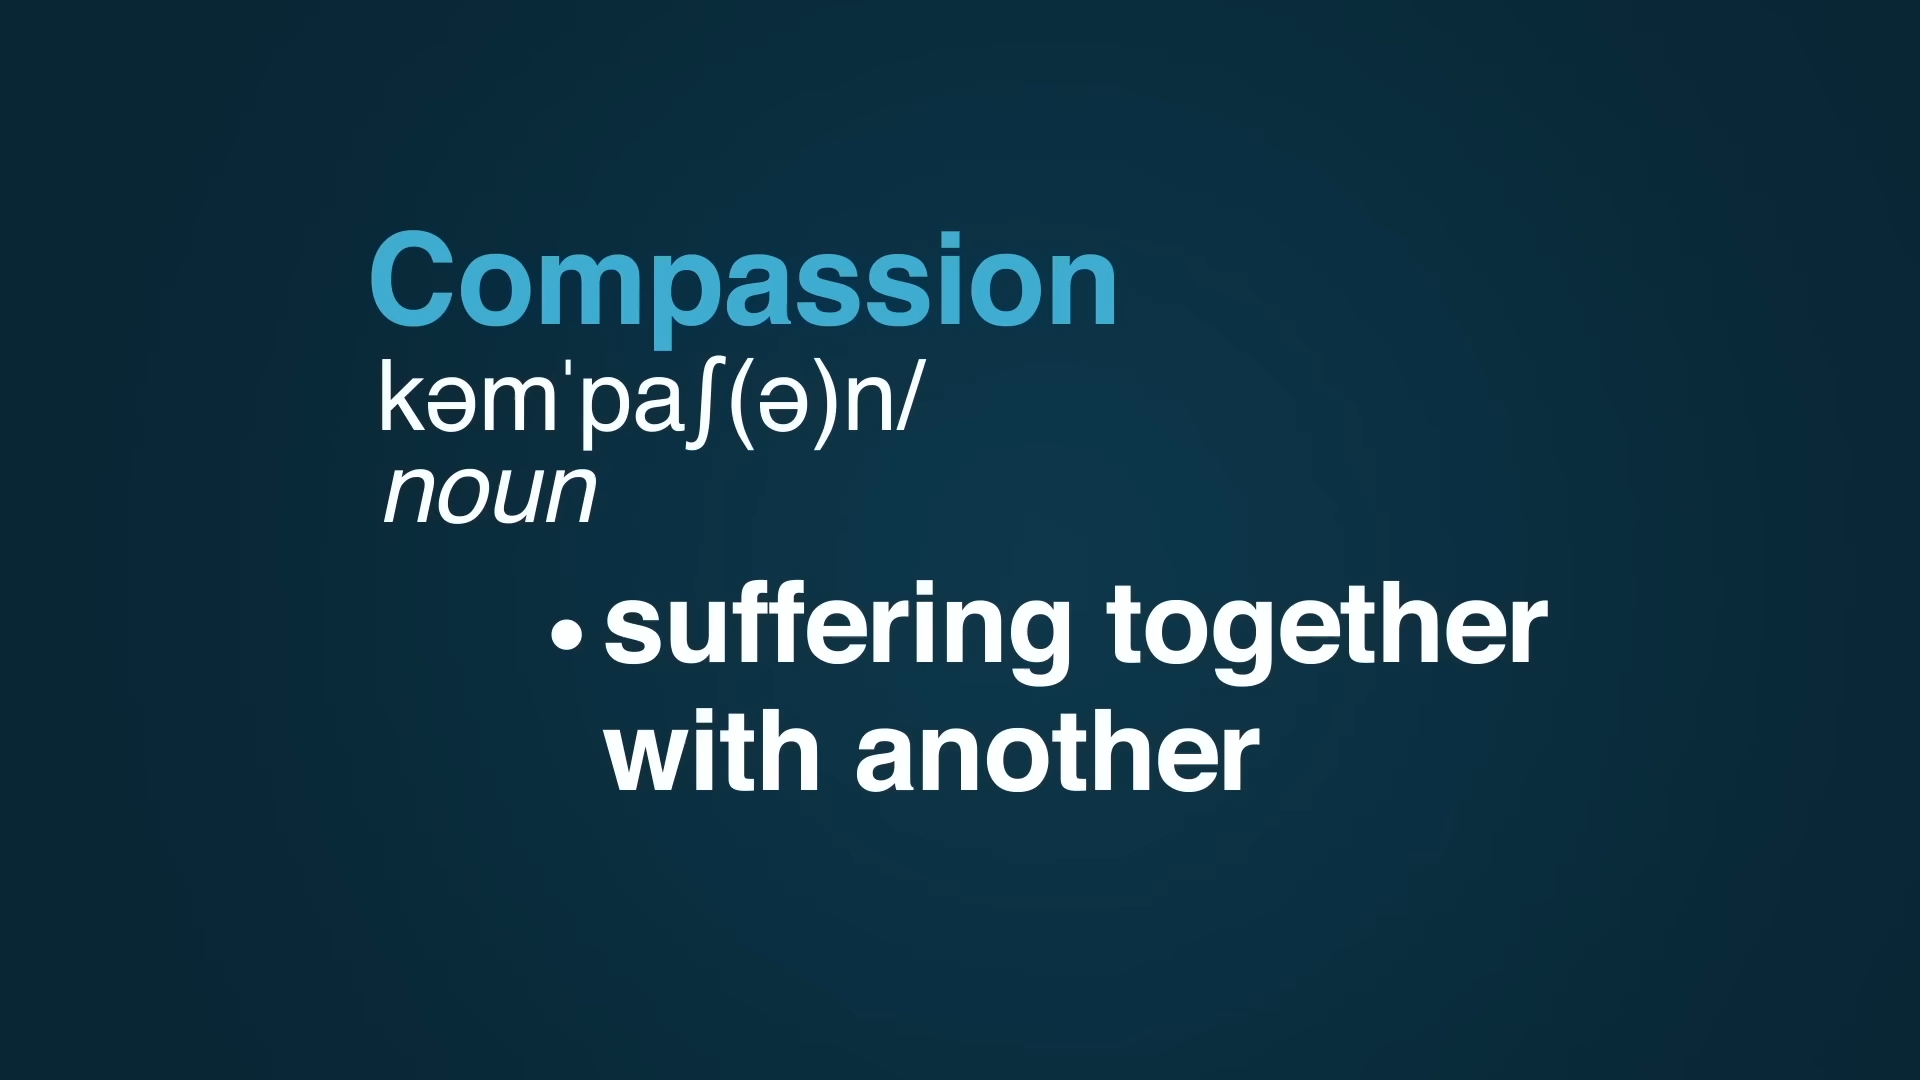 Compassion
kəmˈpaʃ(ə)n/
noun
• suffering together
with another